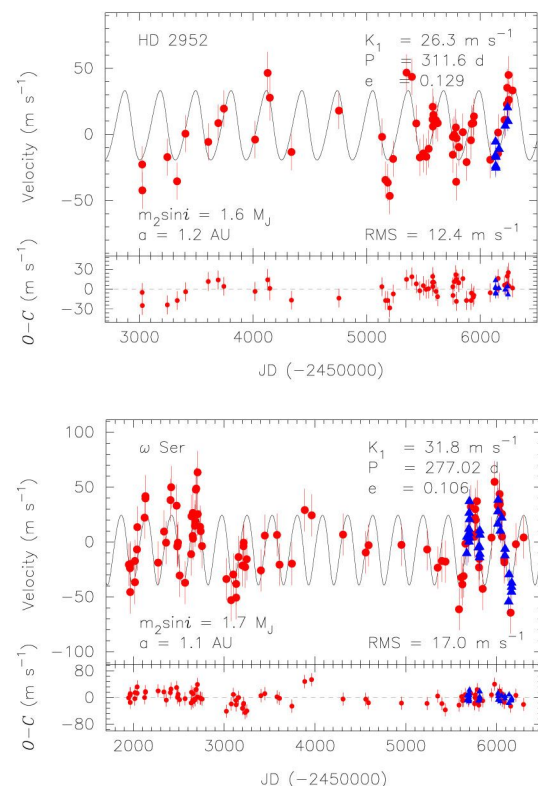 HD 2952
K₁ = 26.3 m s⁻¹
P = 311.6 d
e = 0.129
50
0
−50
Velocity (m s⁻¹)
m₂sini = 1.6 M_J
a = 1.2 AU
RMS = 12.4 m s⁻¹
30
0
−30
O−C (m s⁻¹)
3000 4000 5000 6000
JD (−2450000)
ω Ser
K₁ = 31.8 m s⁻¹
P = 277.02 d
e = 0.106
100
50
0
−50
−100
Velocity (m s⁻¹)
m₂sini = 1.7 M_J
a = 1.1 AU
RMS = 17.0 m s⁻¹
80
0
−80
O−C (m s⁻¹)
2000 3000 4000 5000 6000
JD (−2450000)